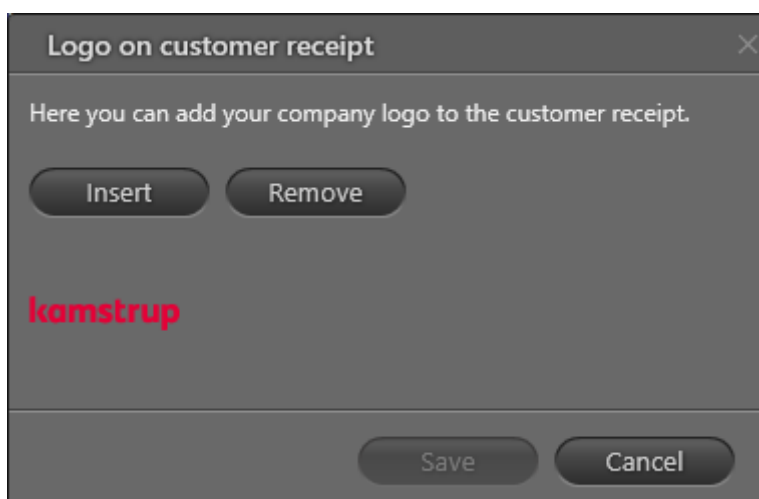 Logo on customer receipt
Here you can add your company logo to the customer receipt.
Insert Remove
kamstrup
Save Cancel